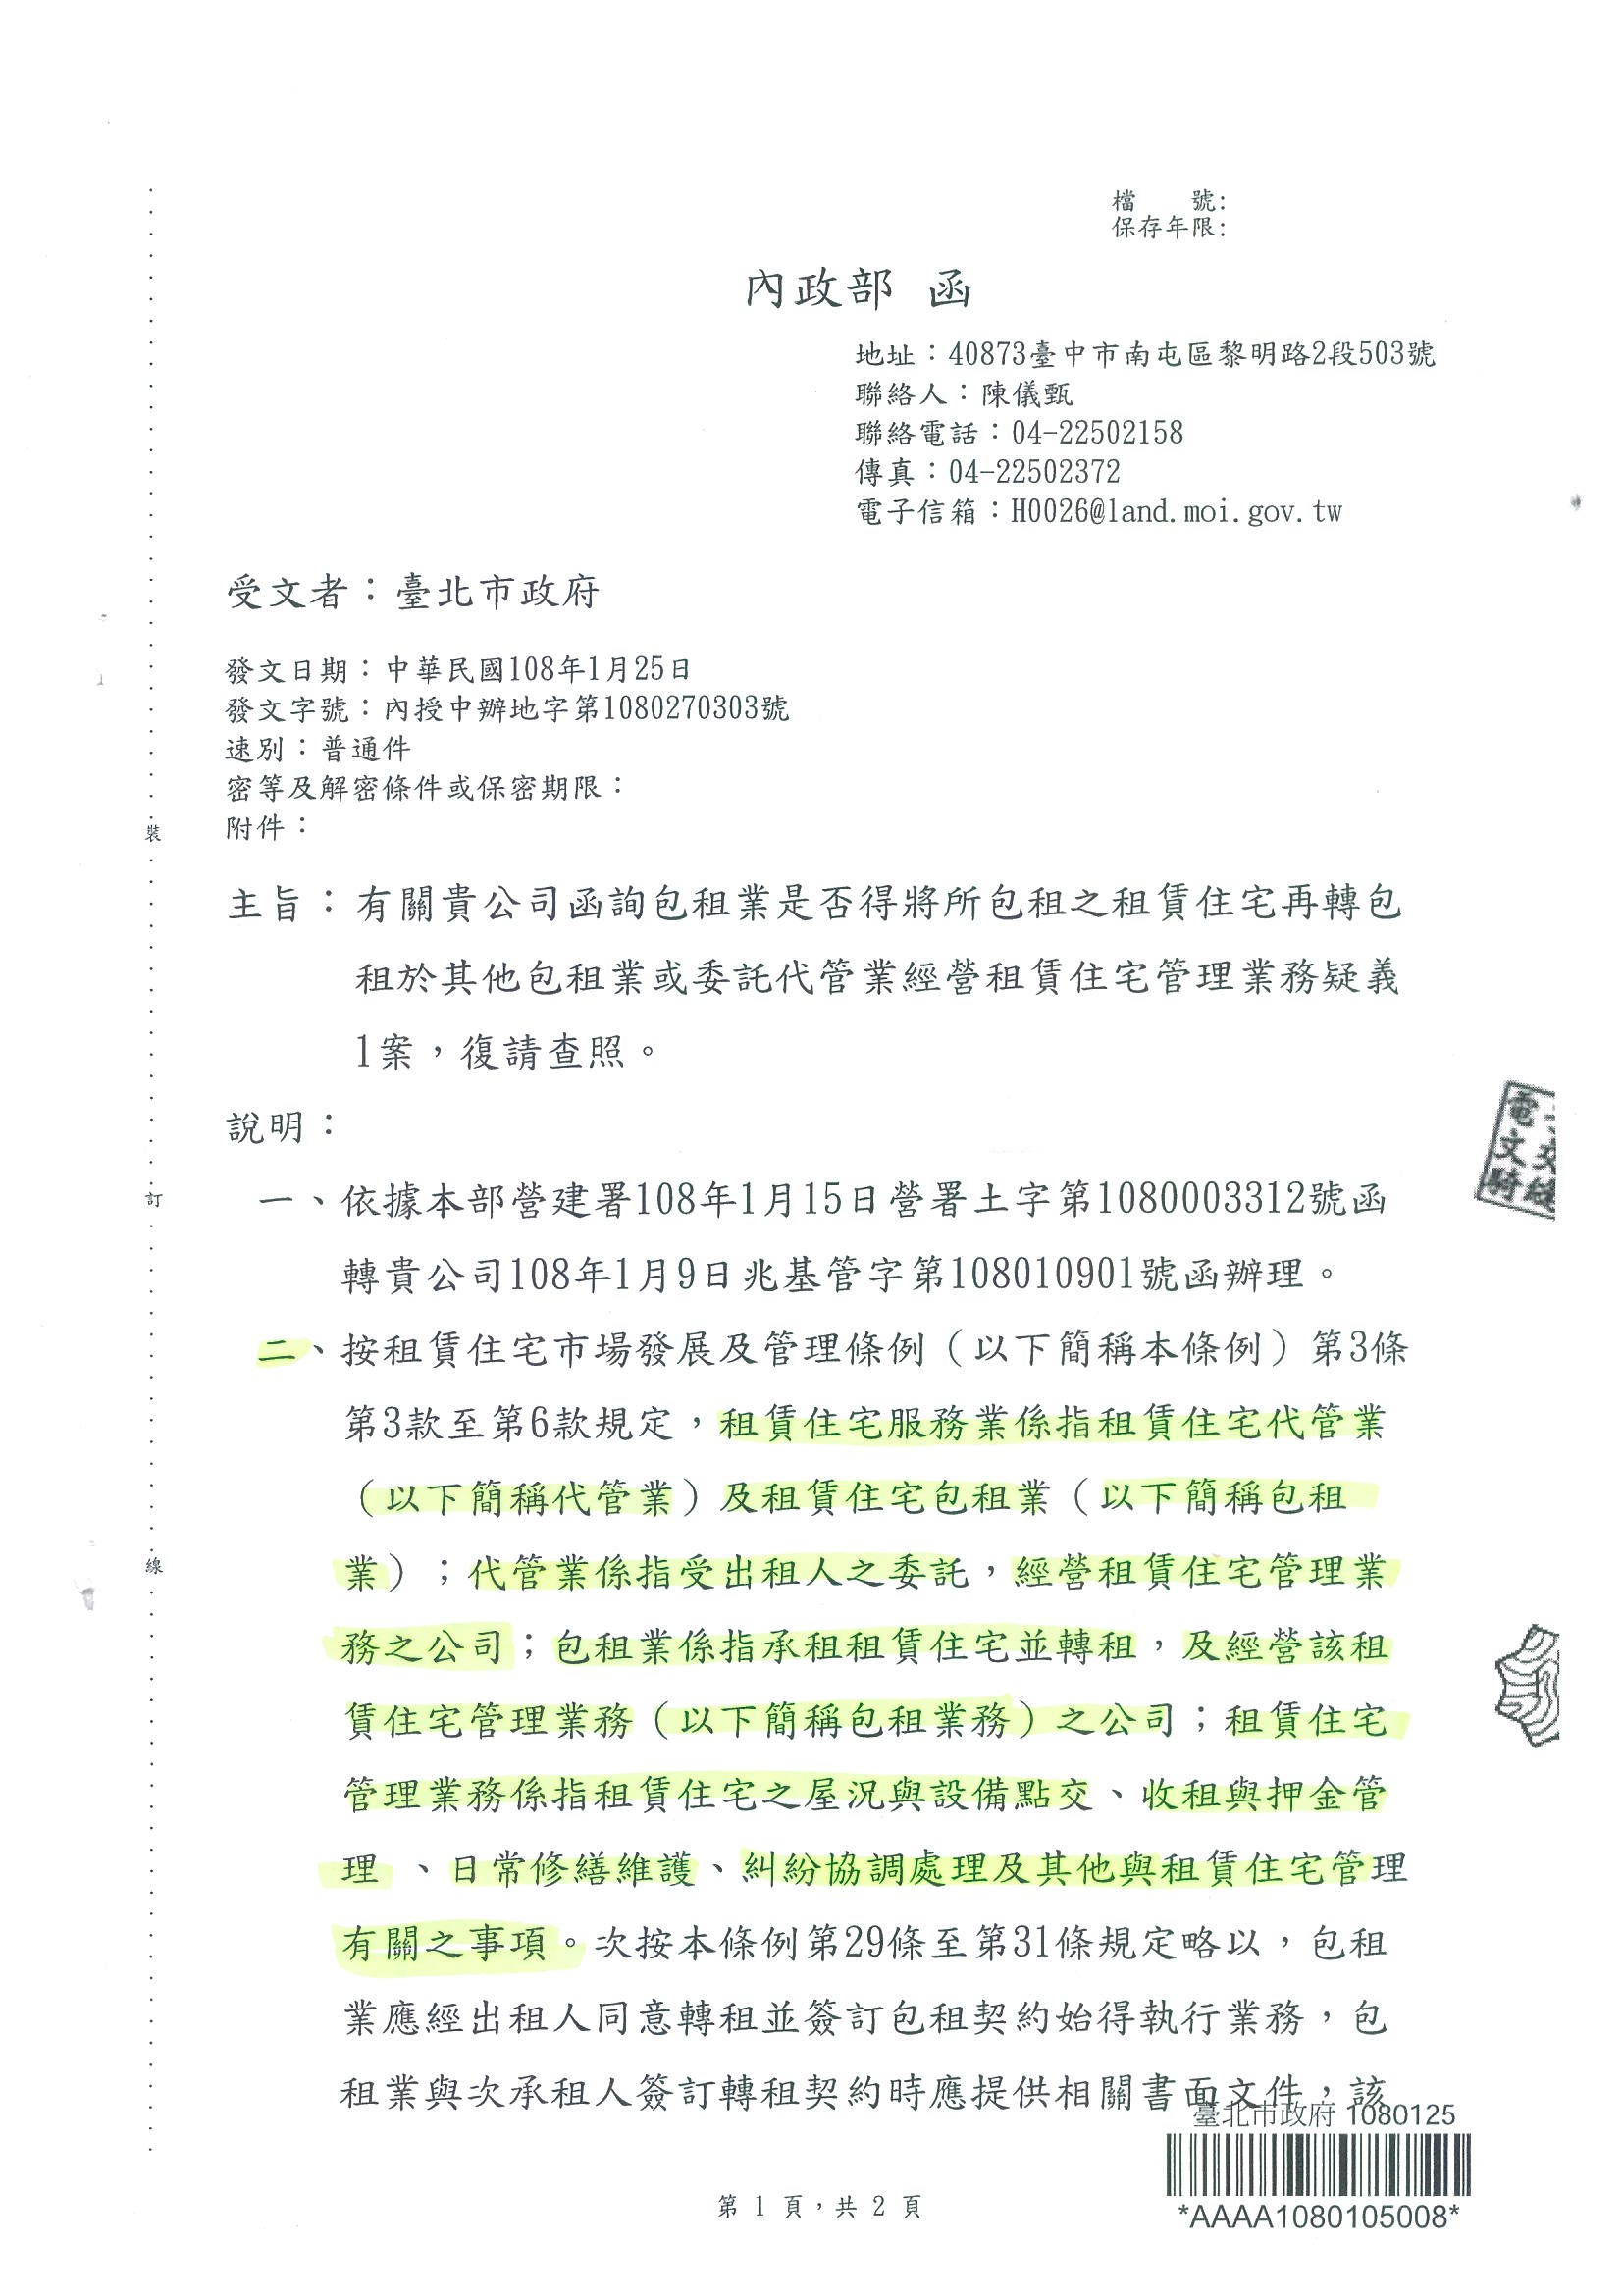 檔　　號:
保存年限:
內政部 函
地址：40873臺中市南屯區黎明路2段503號
聯絡人：陳儀甄
聯絡電話：04-22502158
傳真：04-22502372
電子信箱：H0026@land.moi.gov.tw
受文者：臺北市政府
發文日期：中華民國108年1月25日
發文字號：內授中辦地字第1080270303號
速別：普通件
密等及解密條件或保密期限：
附件：
主旨：有關貴公司函詢包租業是否得將所包租之租賃住宅再轉包
租於其他包租業或委託代管業經營租賃住宅管理業務疑義
1案，復請查照。
說明：
一、依據本部營建署108年1月15日營署土字第1080003312號函
轉貴公司108年1月9日兆基管字第108010901號函辦理。
二、按租賃住宅市場發展及管理條例（以下簡稱本條例）第3條
第3款至第6款規定，租賃住宅服務業係指租賃住宅代管業
（以下簡稱代管業）及租賃住宅包租業（以下簡稱包租
業）；代管業係指受出租人之委託，經營租賃住宅管理業
務之公司；包租業係指承租租賃住宅並轉租，及經營該租
賃住宅管理業務（以下簡稱包租業務）之公司；租賃住宅
管理業務係指租賃住宅之屋況與設備點交、收租與押金管
理、日常修繕維護、糾紛協調處理及其他與租賃住宅管理
有關之事項。次按本條例第29條至第31條規定略以，包租
業應經出租人同意轉租並簽訂包租契約始得執行業務，包
租業與次承租人簽訂轉租契約時應提供相關書面文件，該
裝
訂
線
電
文
騎
交
縫
臺北市政府 1080125
*AAAA1080105008*
第 1 頁，共 2 頁